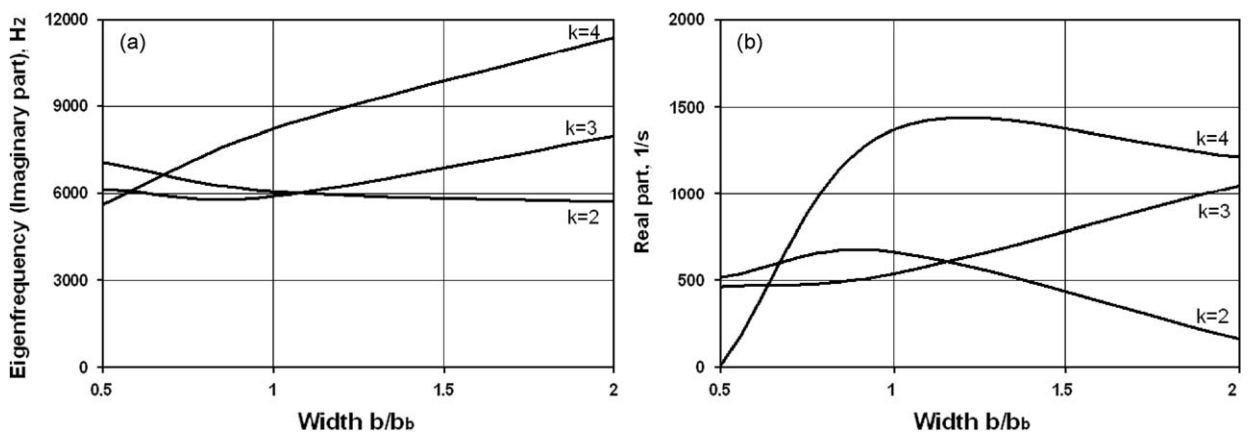 Eigenfrequency (Imaginary part), Hz
12000
9000
6000
3000
0
(a)
k=4
k=3
k=2
0.5
1
1.5
2
Width b/bb
Real part, 1/s
2000
1500
1000
500
0
(b)
k=4
k=3
k=2
0.5
1
1.5
2
Width b/bb